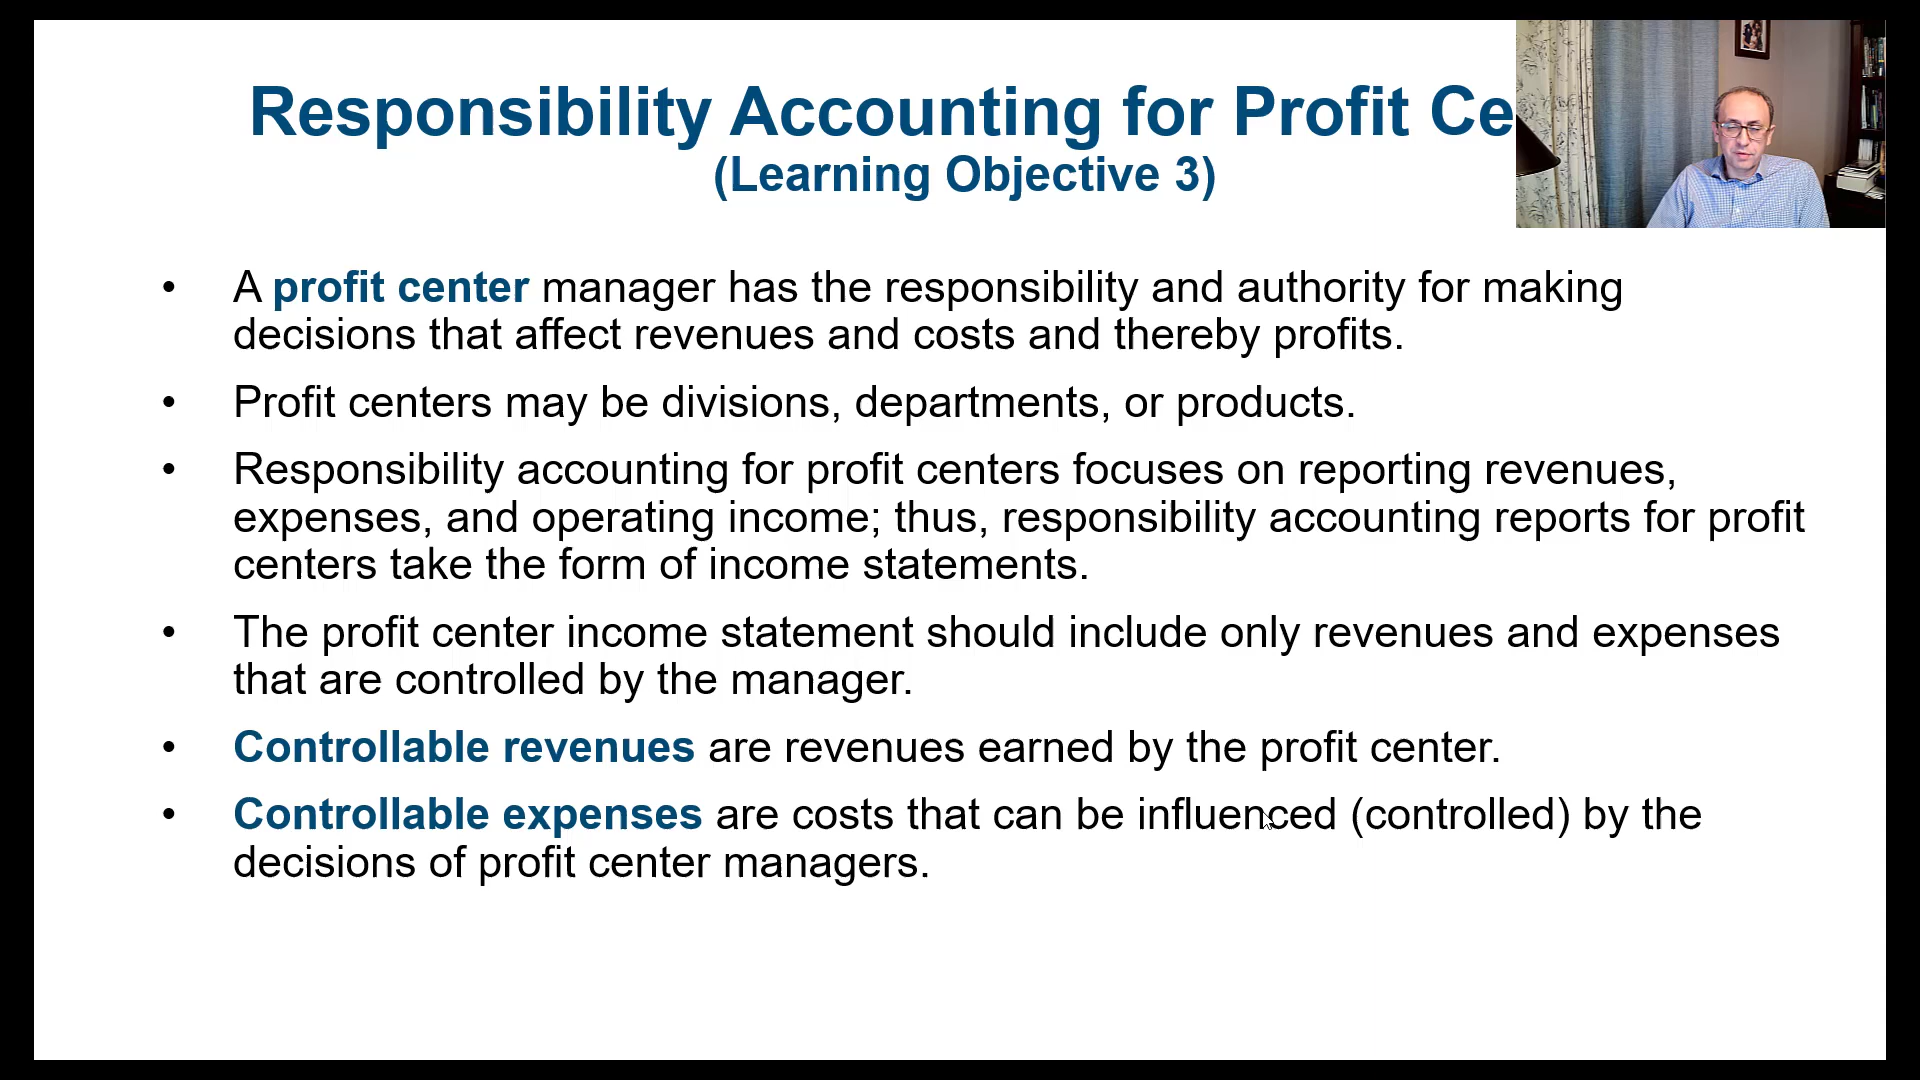 Responsibility Accounting for Profit Ce
(Learning Objective 3)
• A profit center manager has the responsibility and authority for making
decisions that affect revenues and costs and thereby profits.
• Profit centers may be divisions, departments, or products.
• Responsibility accounting for profit centers focuses on reporting revenues,
expenses, and operating income; thus, responsibility accounting reports for profit
centers take the form of income statements.
• The profit center income statement should include only revenues and expenses
that are controlled by the manager.
• Controllable revenues are revenues earned by the profit center.
• Controllable expenses are costs that can be influenced (controlled) by the
decisions of profit center managers.